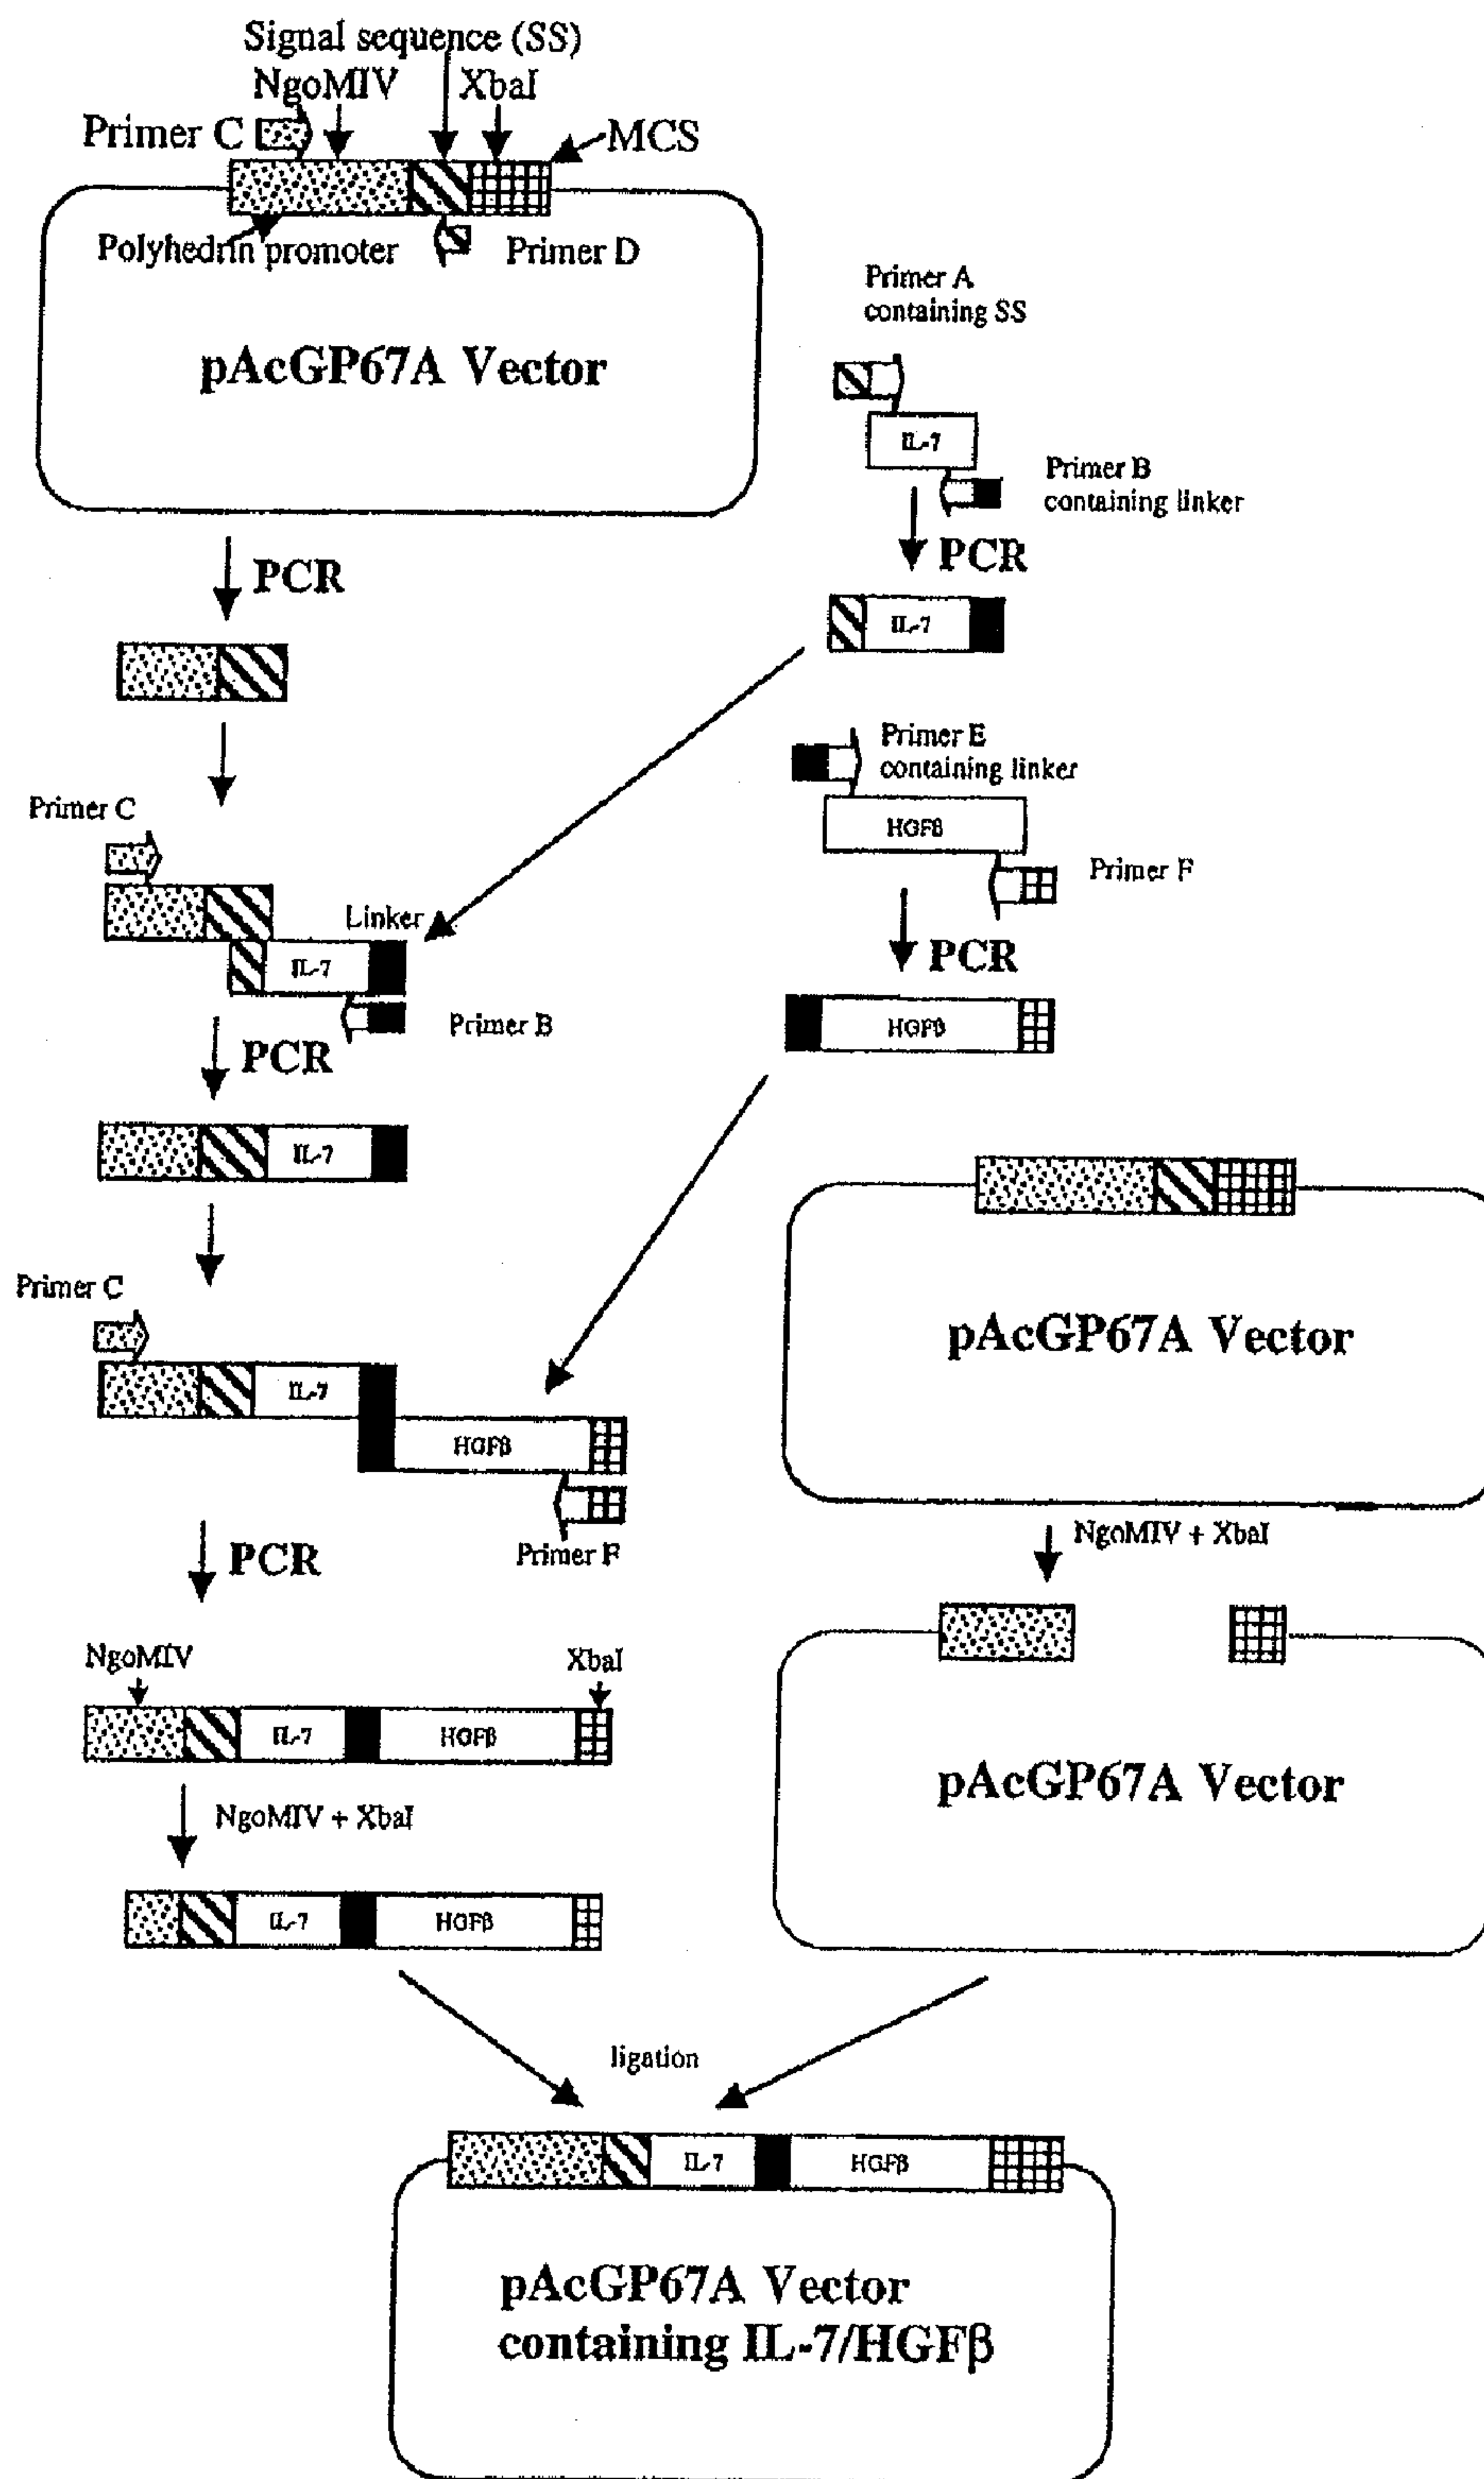 Signal sequence (SS)
NgoMIV
XbaI
Primer C
MCS
Polyhedrin promoter
Primer D
pAcGP67A Vector
Primer A
containing SS
IL-7
Primer B
containing linker
PCR
PCR
IL-7
Primer E
containing linker
HGFβ
Primer F
Primer C
Linker
IL-7
Primer B
PCR
HGFβ
PCR
IL-7
Primer C
IL-7
HGFβ
Primer F
pAcGP67A Vector
NgoMIV + XbaI
PCR
NgoMIV
XbaI
IL-7
HGFβ
pAcGP67A Vector
NgoMIV + XbaI
IL-7
HGFβ
ligation
IL-7
HGFβ
pAcGP67A Vector
containing IL-7/HGFβ